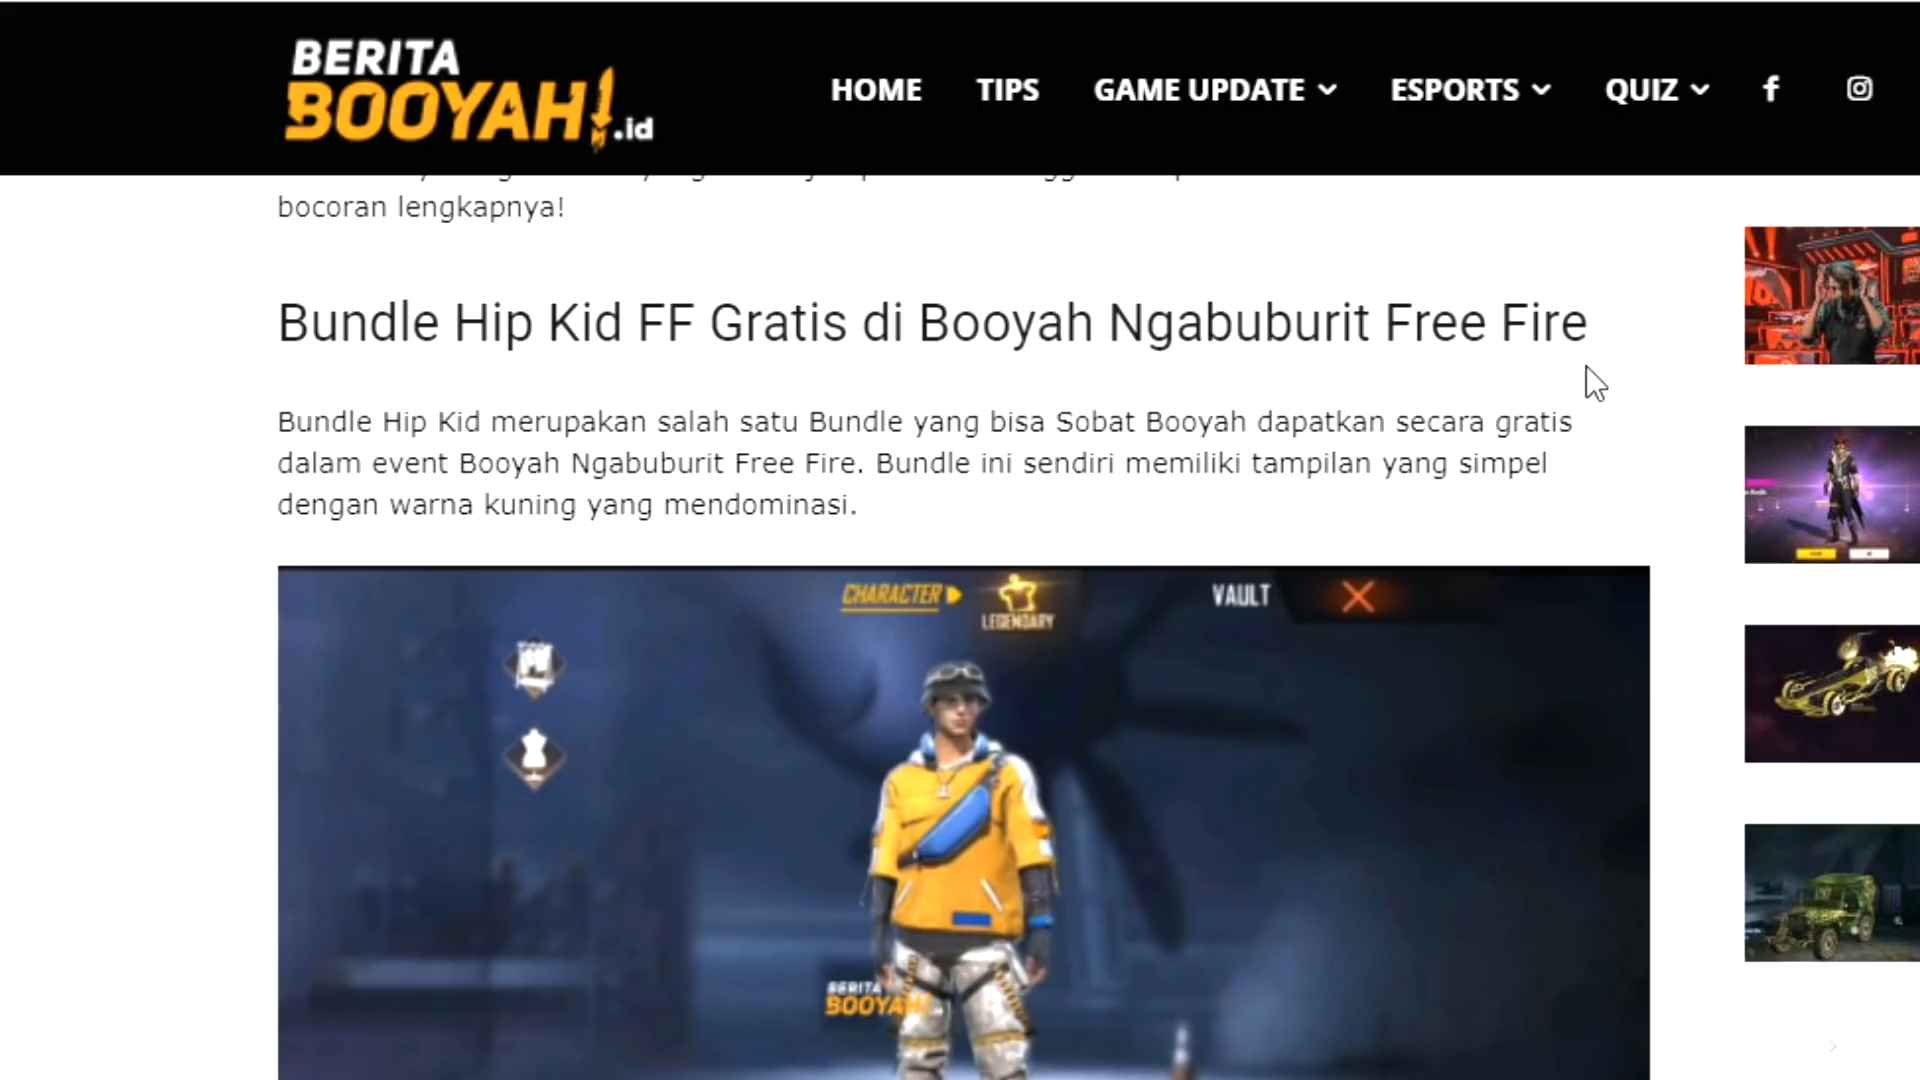 BERITA
BOOYAH!.id
HOME TIPS GAME UPDATE ESPORTS QUIZ
bocoran lengkapnya!
Bundle Hip Kid FF Gratis di Booyah Ngabuburit Free Fire
Bundle Hip Kid merupakan salah satu Bundle yang bisa Sobat Booyah dapatkan secara gratis
dalam event Booyah Ngabuburit Free Fire. Bundle ini sendiri memiliki tampilan yang simpel
dengan warna kuning yang mendominasi.
CHARACTER
LEGENDARY
VAULT
BERITA
BOOYAH!